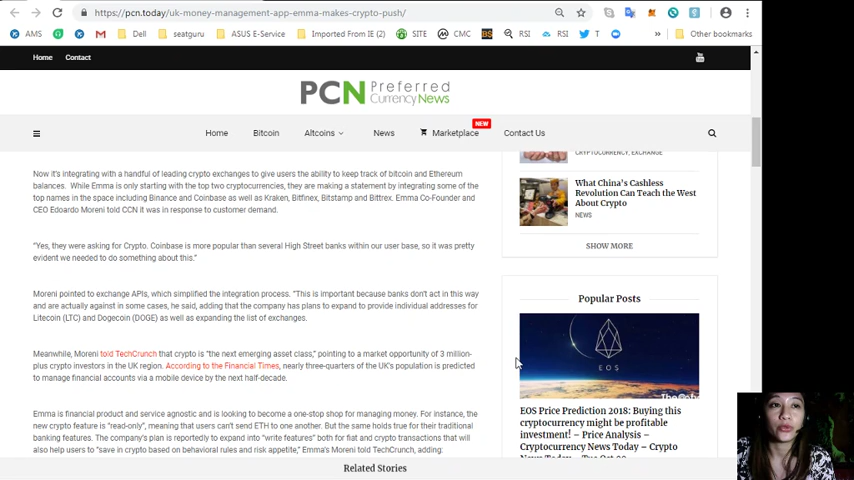 https://pcn.today/uk-money-management-app-emma-makes-crypto-push/
AMS
Dell
seatguru
ASUS E-Service
Imported From IE (2)
SITE
CMC
RSI
RSI
T
Other bookmarks
Home
Contact
PCN Preferred
Currency News
Home
Bitcoin
Altcoins
News
NEW
Marketplace
Contact Us
CRYPTOCURRENCY, EXCHANGE
Now it's integrating with a handful of leading crypto exchanges to give users the ability to keep track of bitcoin and Ethereum
balances. While Emma is only starting with the top two cryptocurrencies, they are making a statement by integrating some of the
top names in the space including Binance and Coinbase as well as Kraken, Bitfinex, Bitstamp and Bittrex. Emma Co-Founder and
CEO Edoardo Moreni told CCN it was in response to customer demand.
"Yes, they were asking for Crypto. Coinbase is more popular than several High Street banks within our user base, so it was pretty
evident we needed to do something about this."
Moreni pointed to exchange APIs, which simplified the integration process. "This is important because banks don't act in this way
and are actually against in some cases, he said, adding that the company has plans to expand to provide individual addresses for
Litecoin (LTC) and Dogecoin (DOGE) as well as expanding the list of exchanges.
Meanwhile, Moreni told TechCrunch that crypto is "the next emerging asset class," pointing to a market opportunity of 3 million-
plus crypto investors in the UK region. According to the Financial Times, nearly three-quarters of the UK's population is predicted
to manage financial accounts via a mobile device by the next half-decade.
Emma is financial product and service agnostic and is looking to become a one-stop shop for managing money. For instance, the
new crypto feature is "read-only", meaning that users can't send ETH to one another. But the same holds true for their traditional
banking features. The company's plan is reportedly to expand into "write features" both for fiat and crypto transactions that will
also help users to "save in crypto based on behavioral rules and risk appetite," Emma's Moreni told TechCrunch, adding:
What China's Cashless
Revolution Can Teach the West
About Crypto
NEWS
SHOW MORE
Popular Posts
EOS
EOS Price Prediction 2018: Buying this
cryptocurrency might be profitable
investment! – Price Analysis –
Cryptocurrency News Today – Crypto
Related Stories